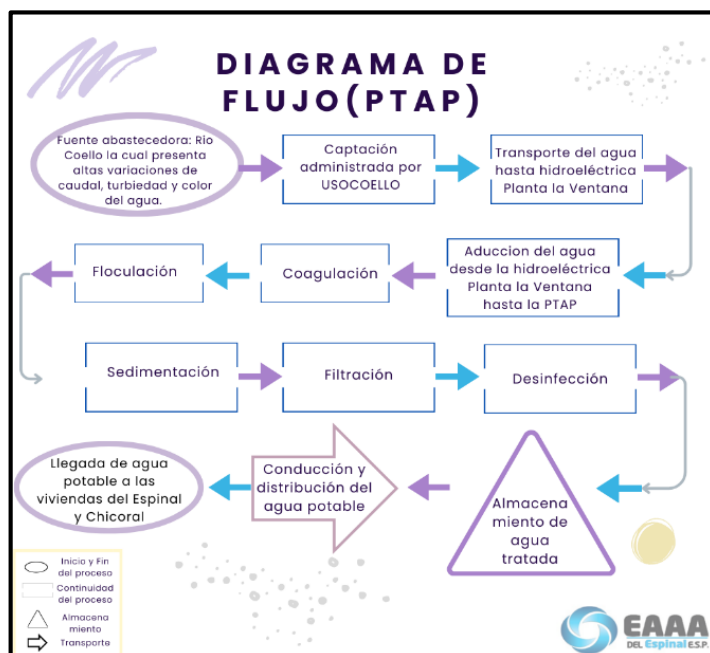 DIAGRAMA DE
FLUJO(PTAP)
Fuente abastecedora: Rio
Coello la cual presenta
altas variaciones de
caudal, turbiedad y color
del agua.
Captación
administrada por
USOCOELLO
Transporte del agua
hasta hidroeléctrica
Planta la Ventana
Aduccion del agua
desde la hidroeléctrica
Planta la Ventana
hasta la PTAP
Coagulación
Floculación
Sedimentación
Filtración
Desinfección
Almacena
miento de
agua
tratada
Conducción y
distribución del
agua potable
Llegada de agua
potable a las
viviendas del Espinal
y Chicoral
Inicio y Fin
del proceso
Continuidad
del proceso
Almacena
miento
Transporte
EAAA
DEL Espinal E.S.P.